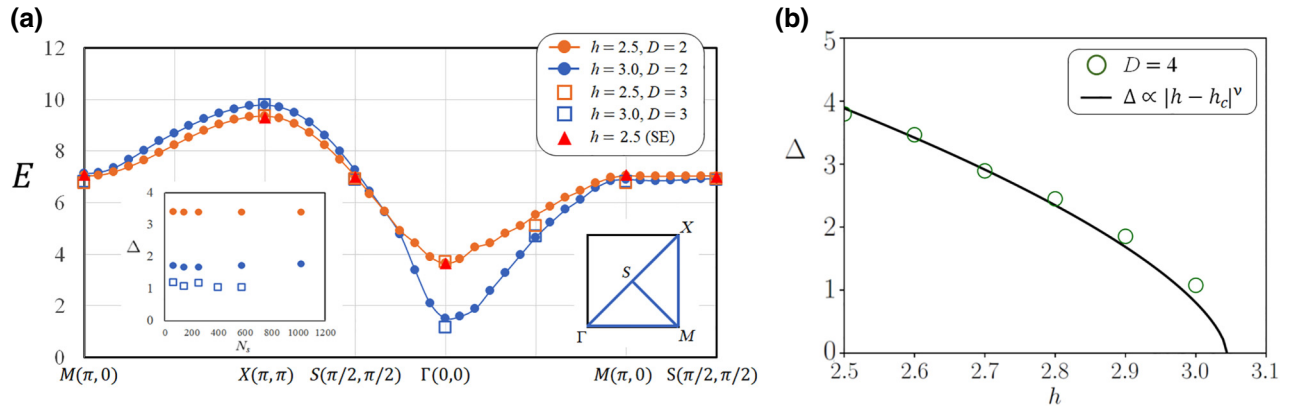 (a)
12
10
8
6
4
2
0
E
h = 2.5, D = 2
h = 3.0, D = 2
h = 2.5, D = 3
h = 3.0, D = 3
h = 2.5 (SE)
4
3
2
1
0
Δ
0 200 400 600 800 1000 1200
N_s
X
S
Γ
M
M(π, 0) X(π, π) S(π/2, π/2) Γ(0,0) M(π, 0) S(π/2, π/2)
(b)
5
4
3
2
1
0
Δ
D = 4
Δ ∝ |h − h_c|^ν
2.5 2.6 2.7 2.8 2.9 3.0 3.1
h